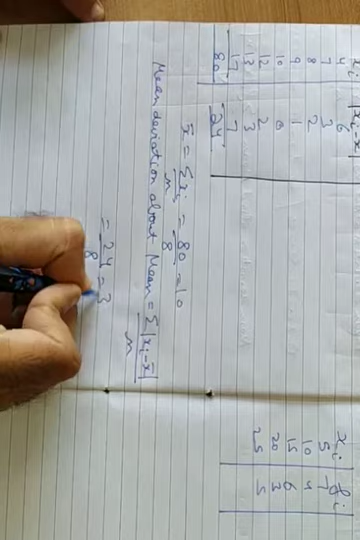 xi |xi-x̄|
4 6
7 3
8 2
9 1
10 0
12 2
13 3
17 7
80 24
x̄ = Σxi/n = 80/8 = 10
Mean deviation about Mean = Σ|xi-x̄|/n
= 24/8 = 3
xi fi
5 7
10 4
15 6
20 3
25 5